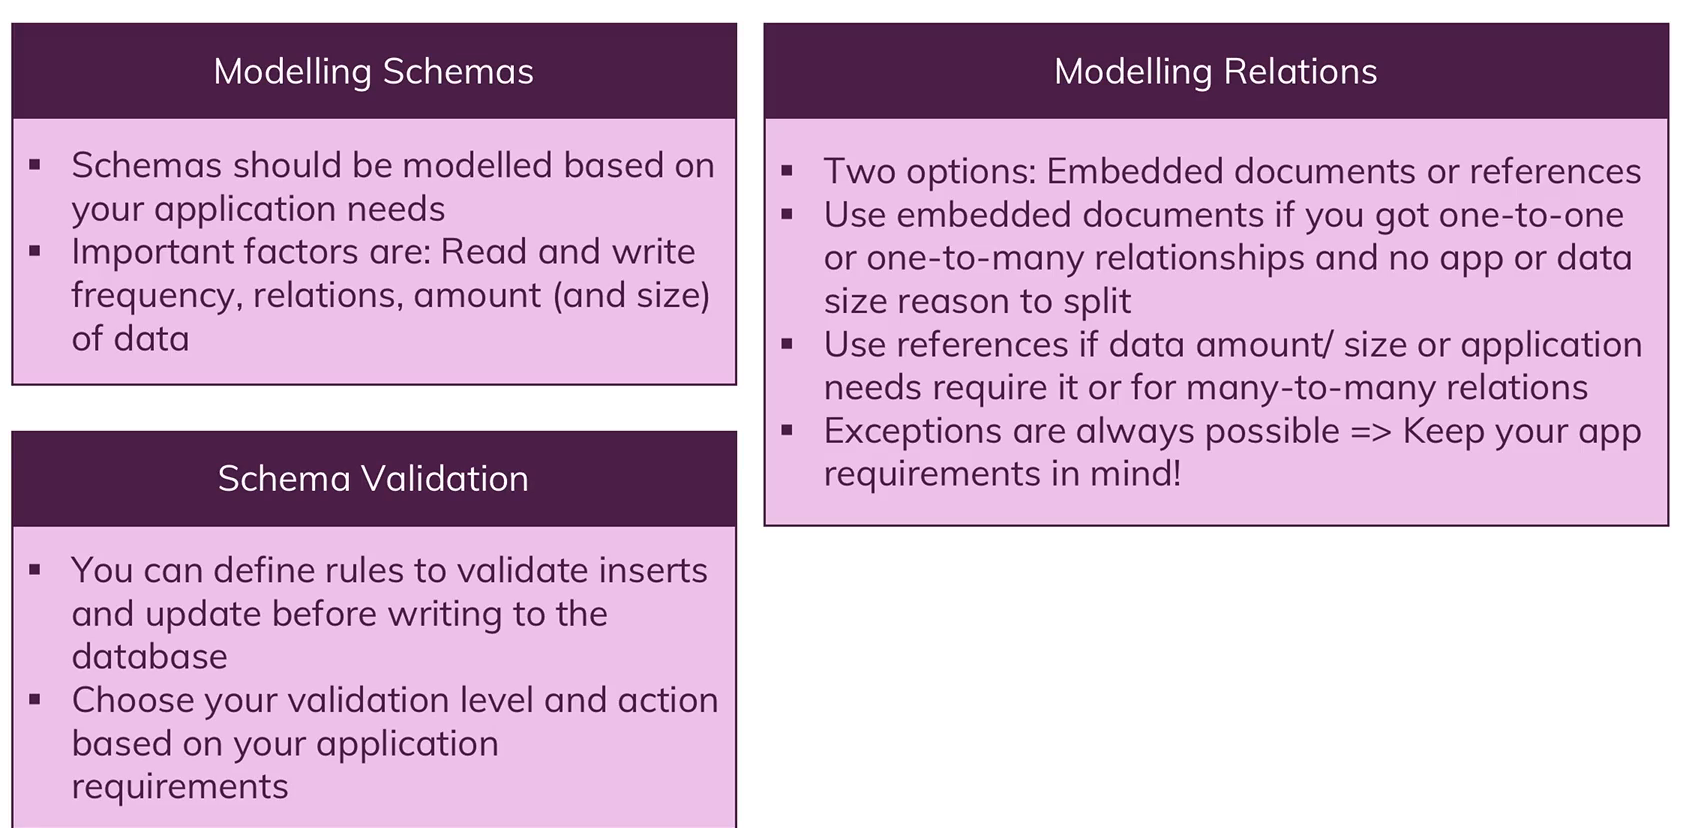 Modelling Schemas
▪ Schemas should be modelled based on
your application needs
▪ Important factors are: Read and write
frequency, relations, amount (and size)
of data
Schema Validation
▪ You can define rules to validate inserts
and update before writing to the
database
▪ Choose your validation level and action
based on your application
requirements
Modelling Relations
▪ Two options: Embedded documents or references
▪ Use embedded documents if you got one-to-one
or one-to-many relationships and no app or data
size reason to split
▪ Use references if data amount/ size or application
needs require it or for many-to-many relations
▪ Exceptions are always possible => Keep your app
requirements in mind!